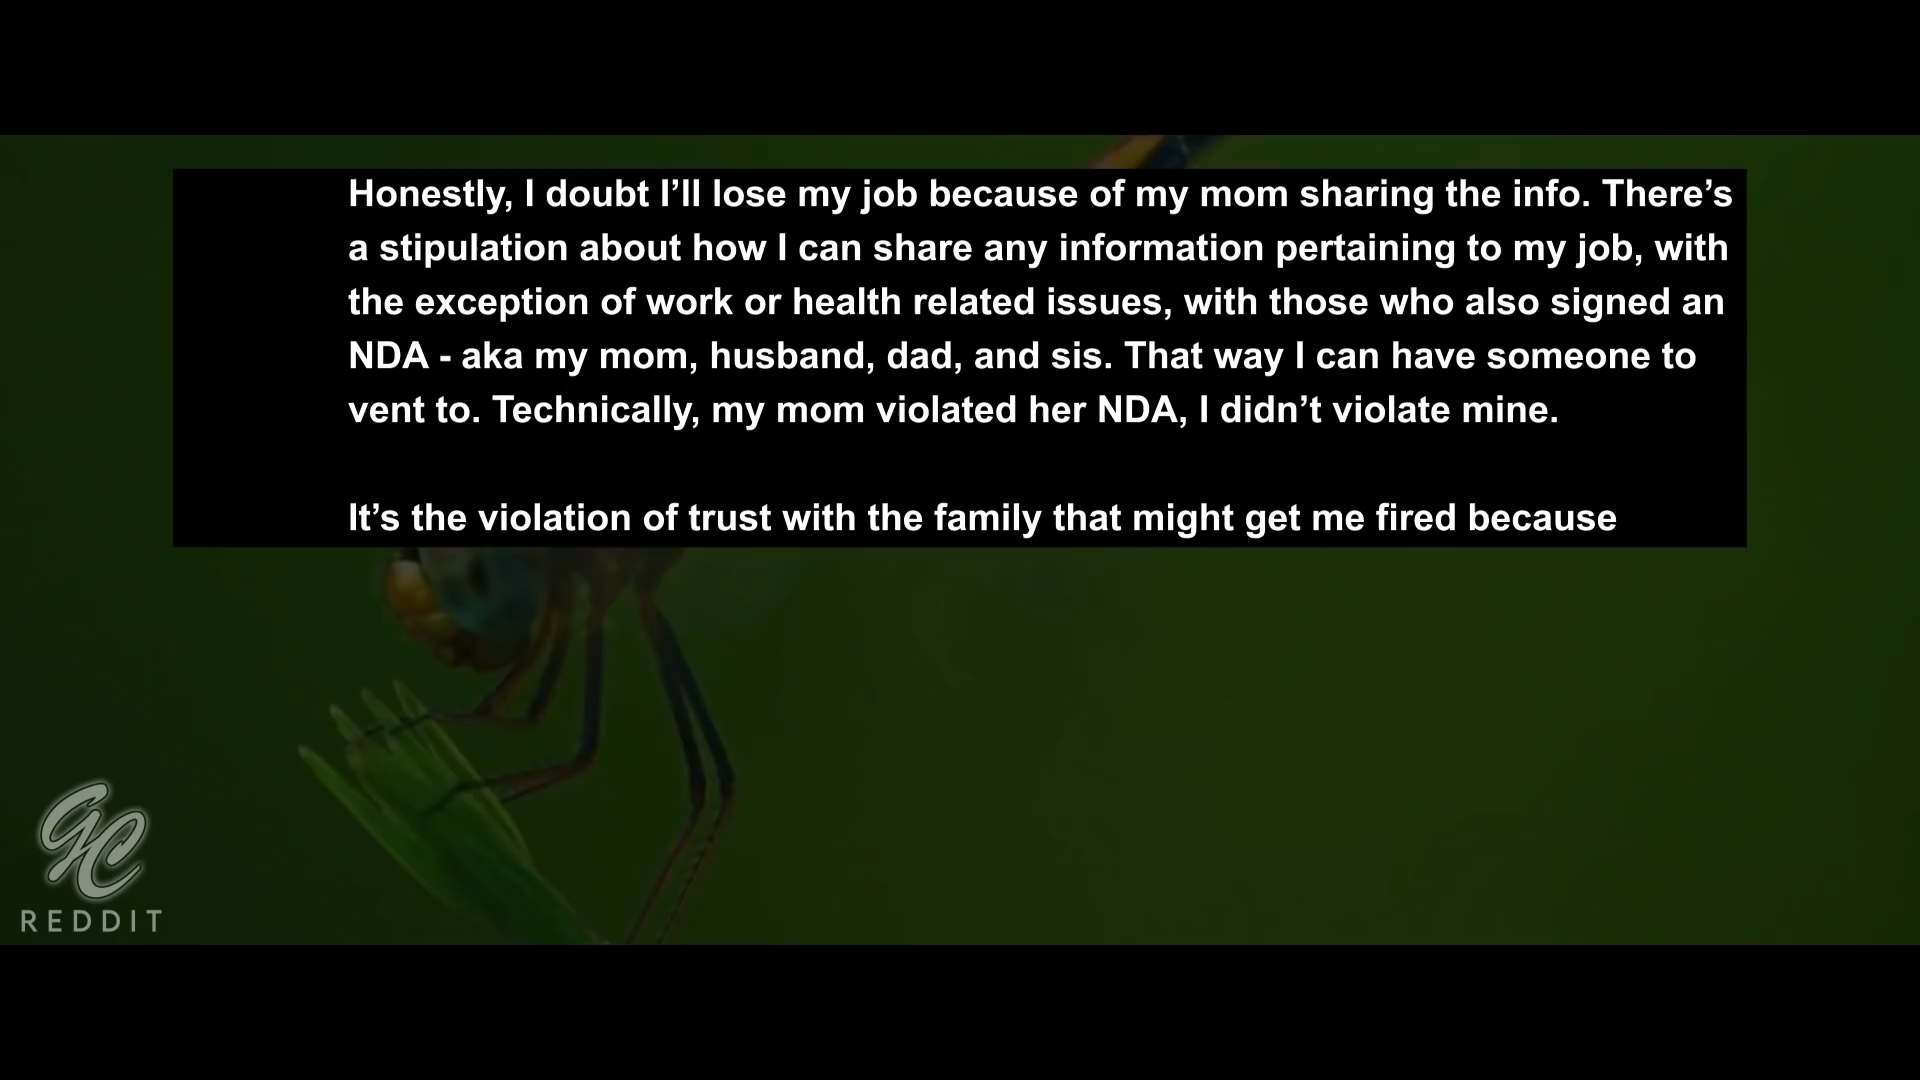 Honestly, I doubt I’ll lose my job because of my mom sharing the info. There’s
a stipulation about how I can share any information pertaining to my job, with
the exception of work or health related issues, with those who also signed an
NDA - aka my mom, husband, dad, and sis. That way I can have someone to
vent to. Technically, my mom violated her NDA, I didn’t violate mine.
It’s the violation of trust with the family that might get me fired because
GC
REDDIT